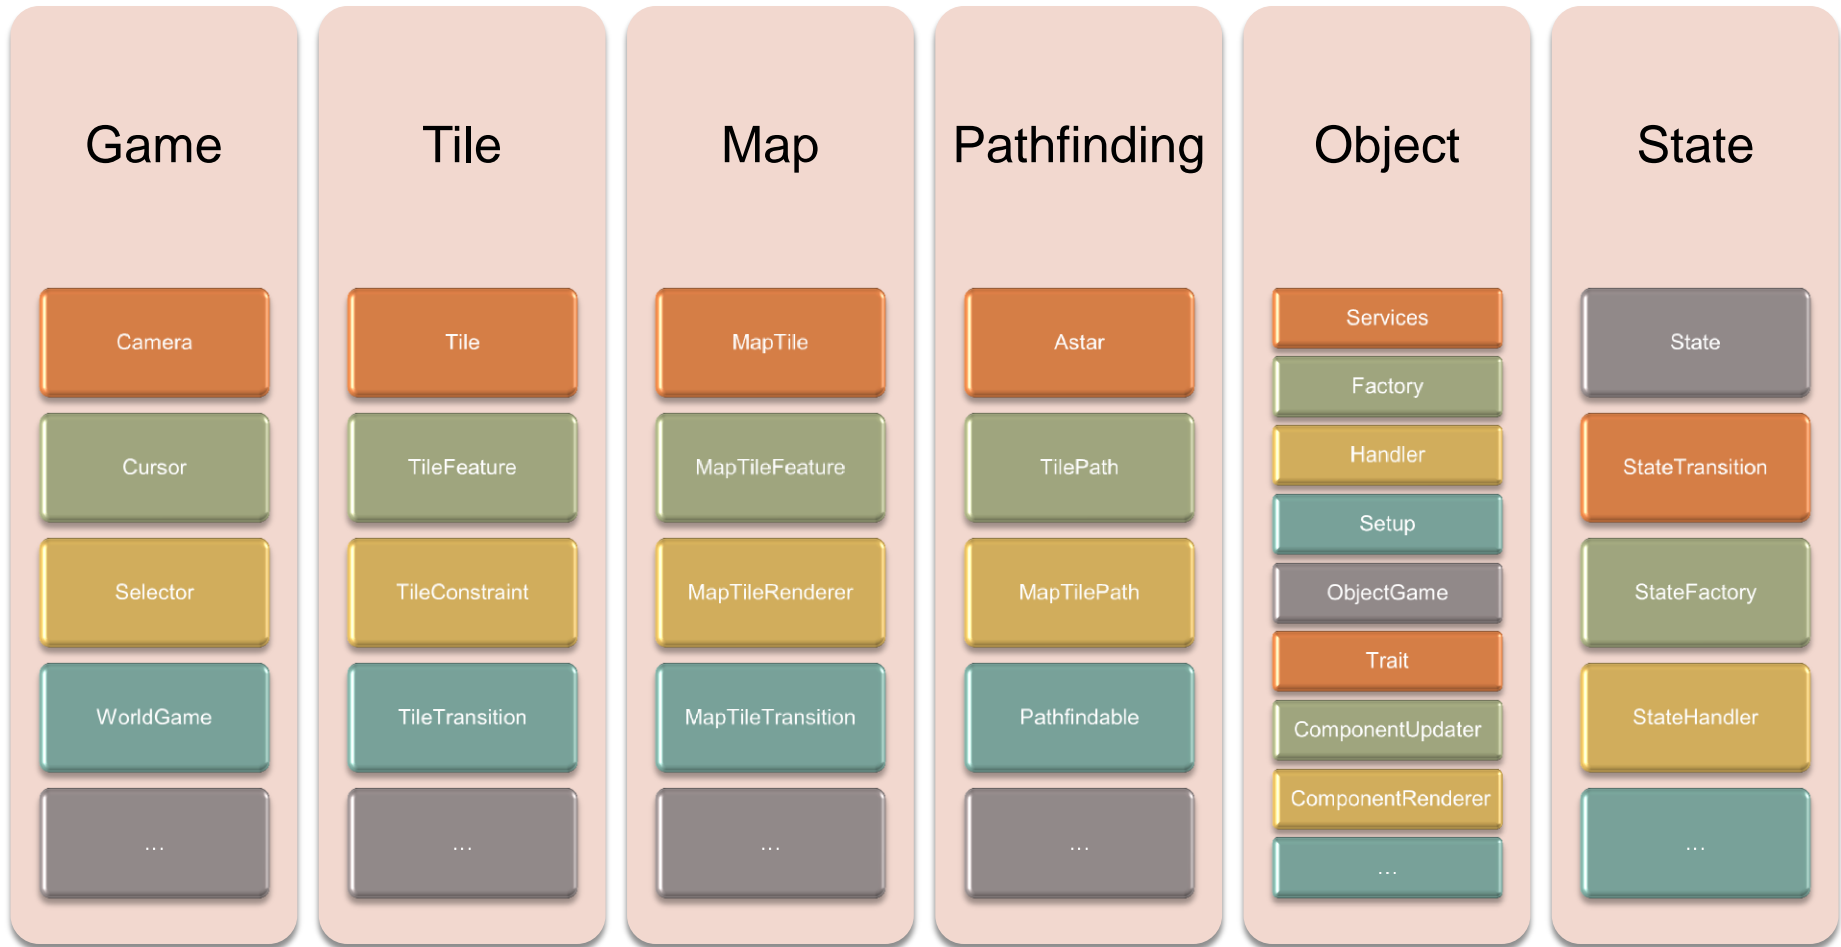 Game
Camera
Cursor
Selector
WorldGame
...
Tile
Tile
TileFeature
TileConstraint
TileTransition
...
Map
MapTile
MapTileFeature
MapTileRenderer
MapTileTransition
...
Pathfinding
Astar
TilePath
MapTilePath
Pathfindable
...
Object
Services
Factory
Handler
Setup
ObjectGame
Trait
ComponentUpdater
ComponentRenderer
...
State
State
StateTransition
StateFactory
StateHandler
...